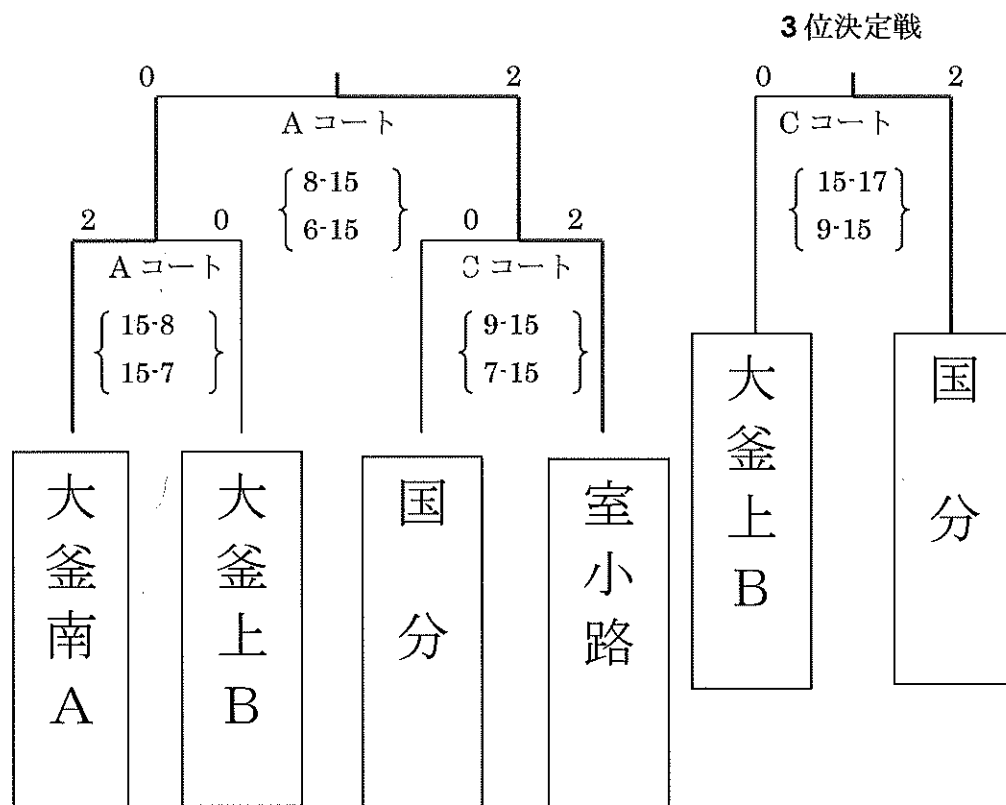 3位決定戦
0 2
Aコート
8-15
6-15
0 2
Cコート
15-17
9-15
2 0
Aコート
15-8
15-7
0 2
Cコート
9-15
7-15
大釜南A
大釜上B
国分
室小路
大釜上B
国分